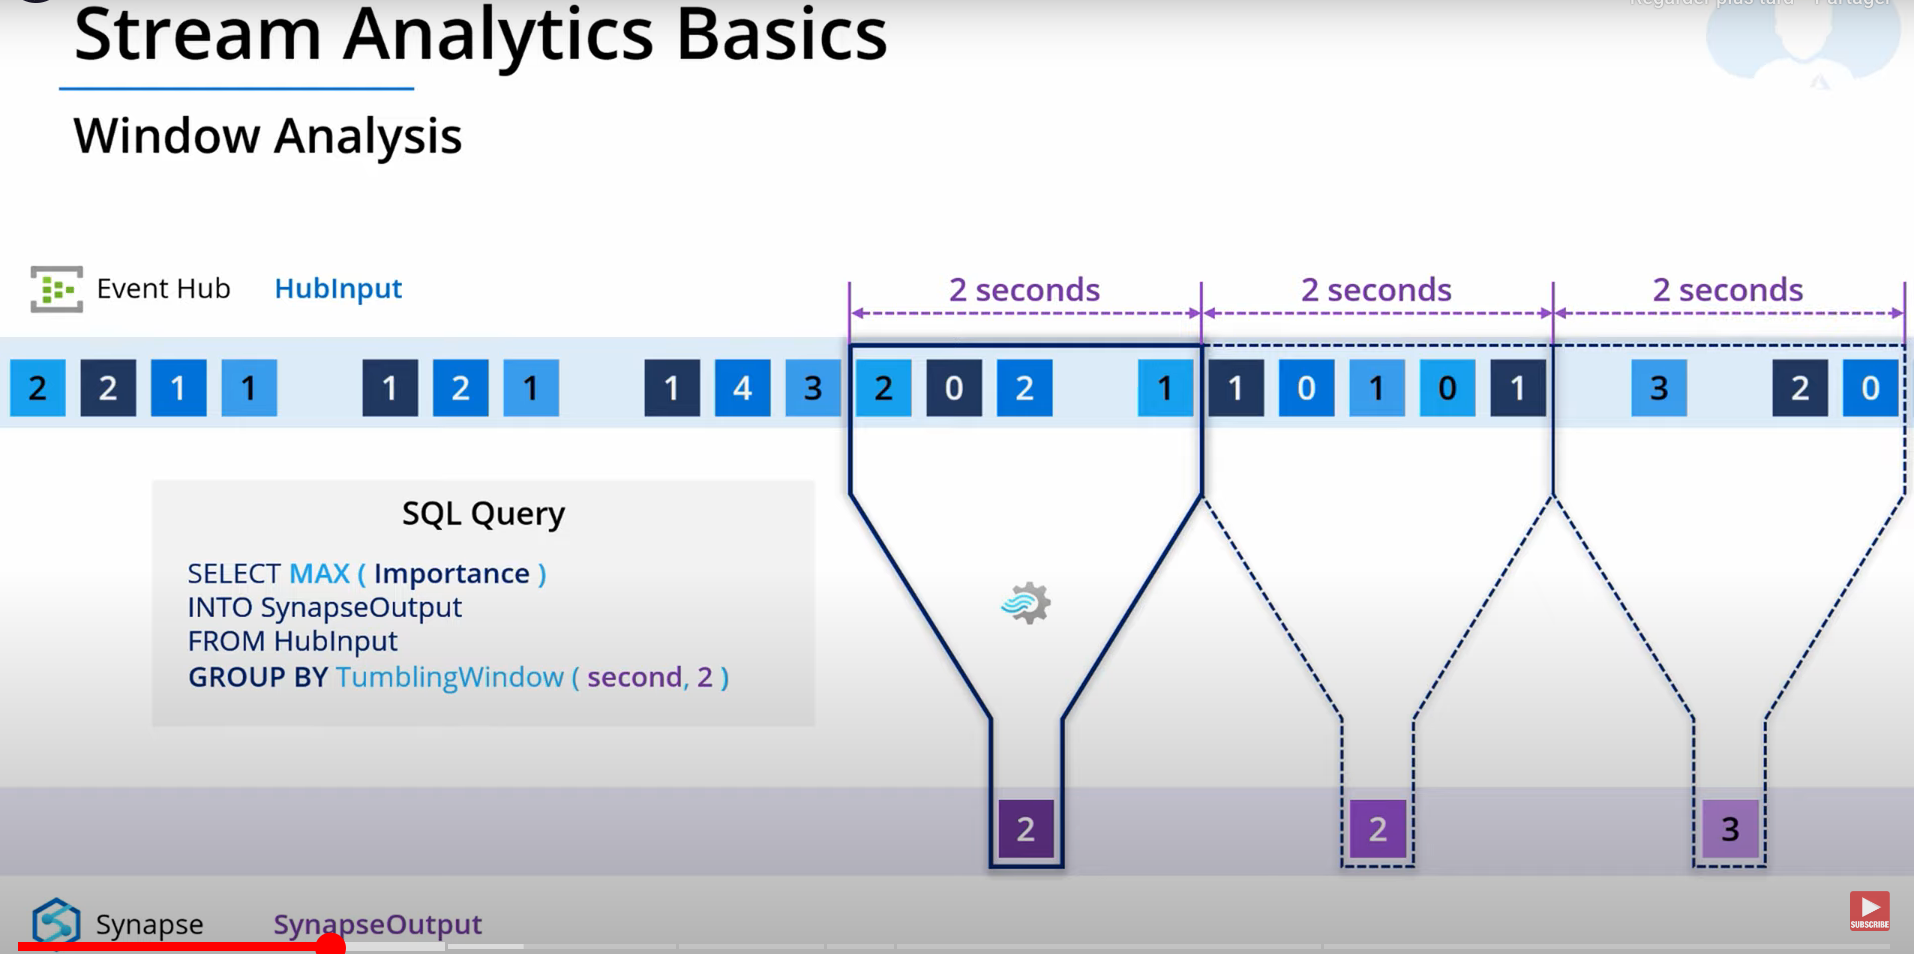 Stream Analytics Basics
Window Analysis
Event Hub HubInput
2 seconds 2 seconds 2 seconds
2 2 1 1 1 2 1 1 4 3 2 0 2 1 1 0 1 0 1 3 2 0
SQL Query
SELECT MAX ( Importance )
INTO SynapseOutput
FROM HubInput
GROUP BY TumblingWindow ( second, 2 )
2 2 3
Synapse SynapseOutput
SUBSCRIBE